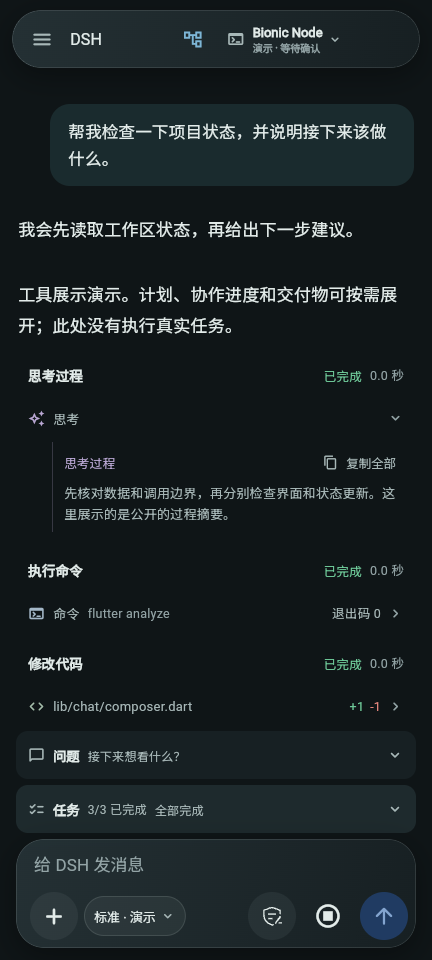 DSH
Bionic Node
演示 · 等待确认
帮我检查一下项目状态，并说明接下来该做
什么。
我会先读取工作区状态，再给出下一步建议。
工具展示演示。计划、协作进度和交付物可按需展
开；此处没有执行真实任务。
思考过程 已完成 0.0 秒
思考
思考过程 复制全部
先核对数据和调用边界，再分别检查界面和状态更新。这
里展示的是公开的过程摘要。
执行命令 已完成 0.0 秒
命令 flutter analyze 退出码 0
修改代码 已完成 0.0 秒
lib/chat/composer.dart +1 -1
问题 接下来想看什么？
任务 3/3 已完成 全部完成
给 DSH 发消息
标准 · 演示